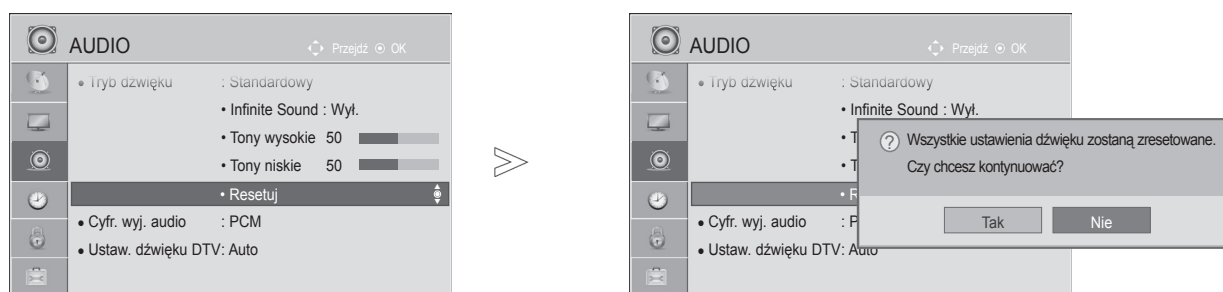 AUDIO
Przejdź OK
• Tryb dźwięku : Standardowy
• Infinite Sound : Wył.
• Tony wysokie 50
• Tony niskie 50
• Resetuj
• Cyfr. wyj. audio : PCM
• Ustaw. dźwięku DTV: Auto
AUDIO
Przejdź OK
• Tryb dźwięku : Standardowy
• Infinite Sound : Wył.
• T
• T
• R
• Cyfr. wyj. audio : P
• Ustaw. dźwięku DTV: Auto
? Wszystkie ustawienia dźwięku zostaną zresetowane.
Czy chcesz kontynuować?
Tak Nie